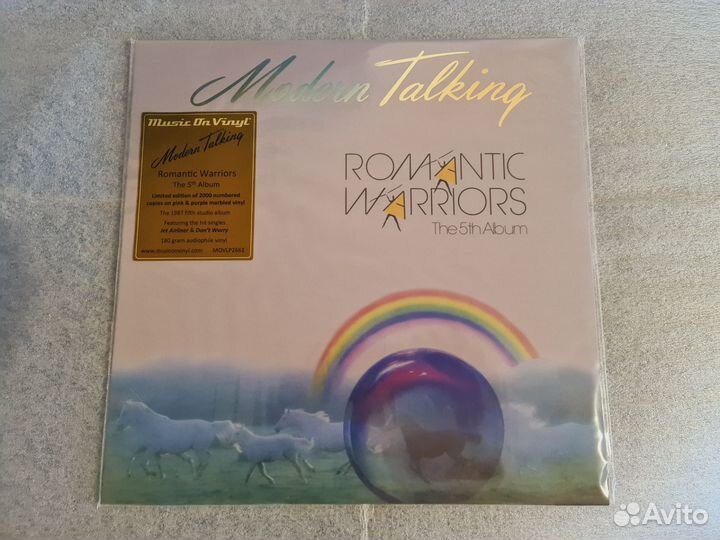 Modern Talking
Music On Vinyl
Modern Talking
Romantic Warriors
The 5th Album
Limited edition of 2000 numbered
copies on pink & purple marbled vinyl
The 1987 fifth studio album
Featuring the hit singles
Jet Airliner & Don't Worry
180 gram audiophile vinyl
www.musiconvinyl.com MOVLP2661
ROMANTIC
WARRIORS
The 5th Album
Avito